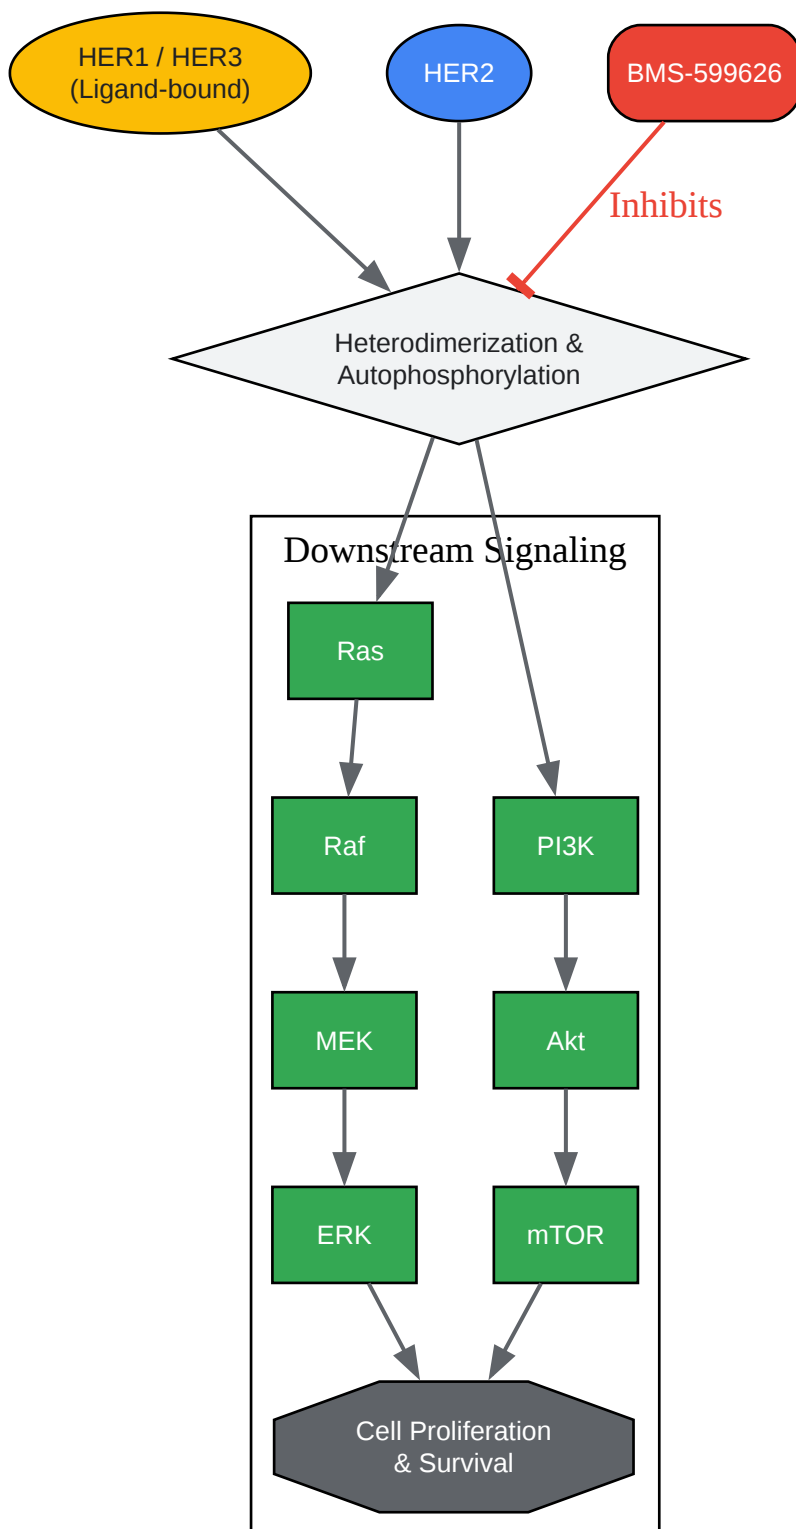 HER1 / HER3
(Ligand-bound)
HER2
BMS-599626
Inhibits
Heterodimerization &
Autophosphorylation
Downstream Signaling
Ras
Raf
PI3K
MEK
Akt
ERK
mTOR
Cell Proliferation
& Survival